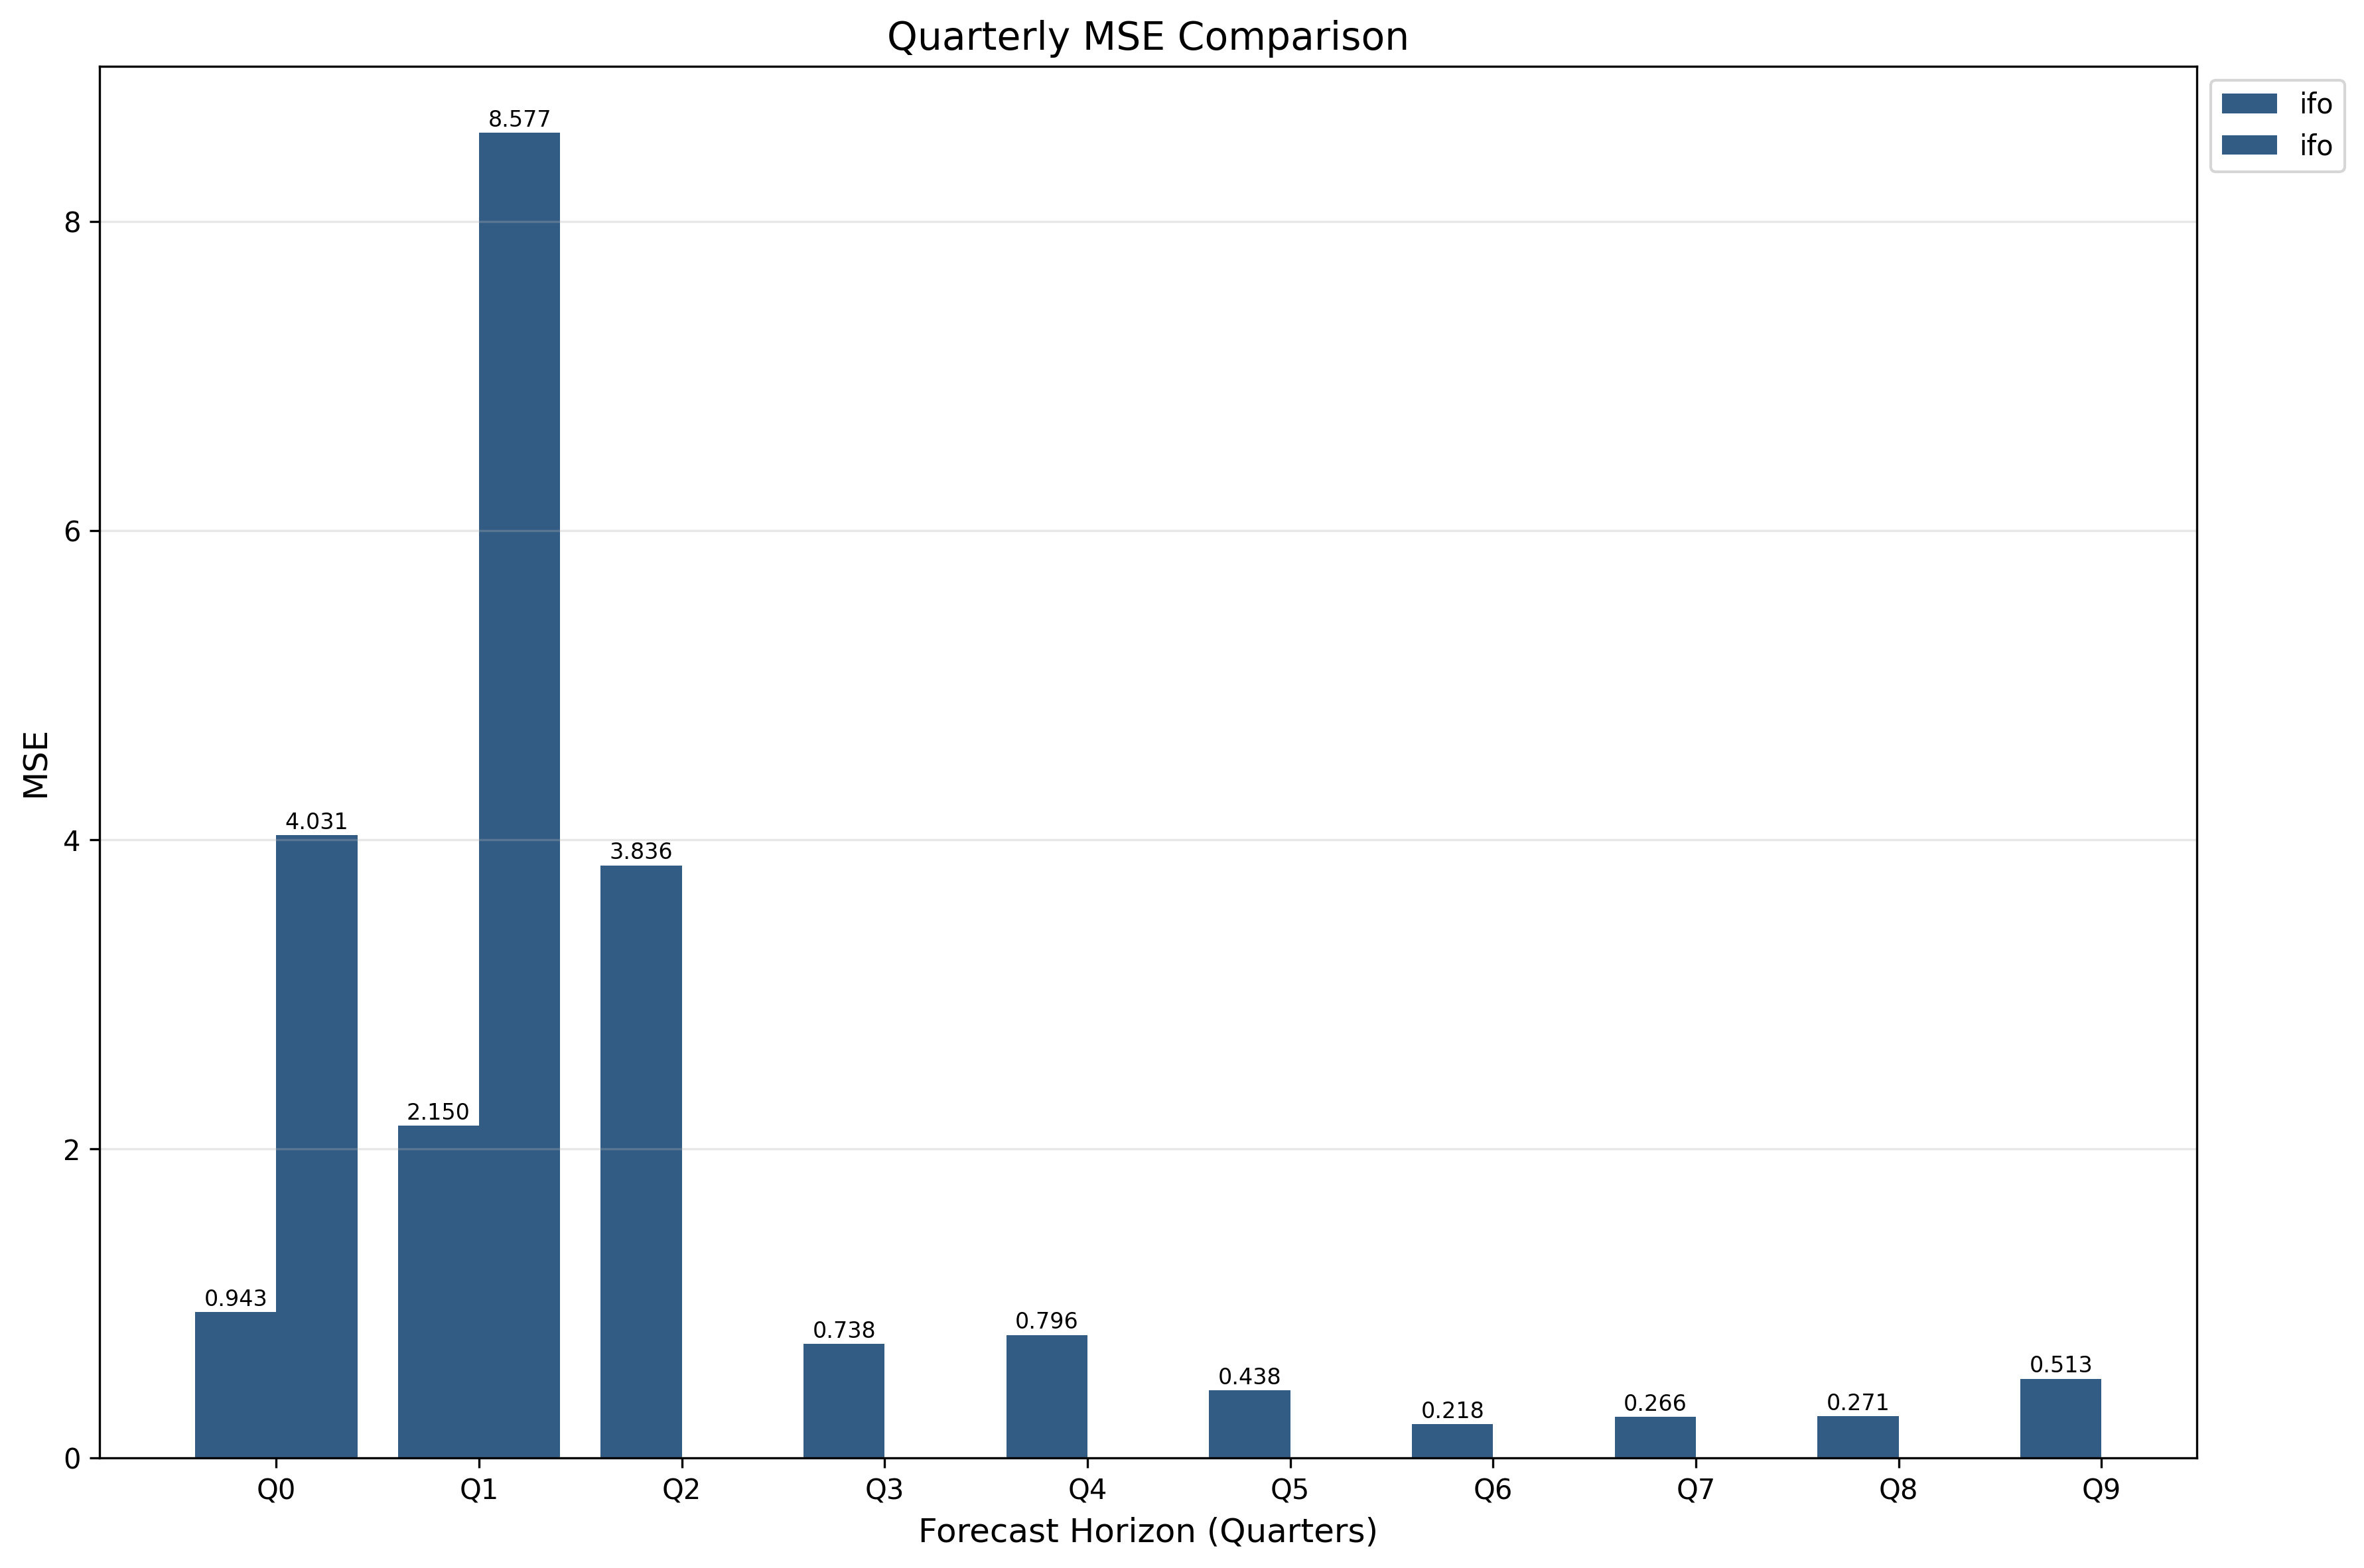 Quarterly MSE Comparison
ifo
ifo
MSE
8
6
4
2
0
0.943
4.031
2.150
8.577
3.836
0.738
0.796
0.438
0.218
0.266
0.271
0.513
Q0 Q1 Q2 Q3 Q4 Q5 Q6 Q7 Q8 Q9
Forecast Horizon (Quarters)